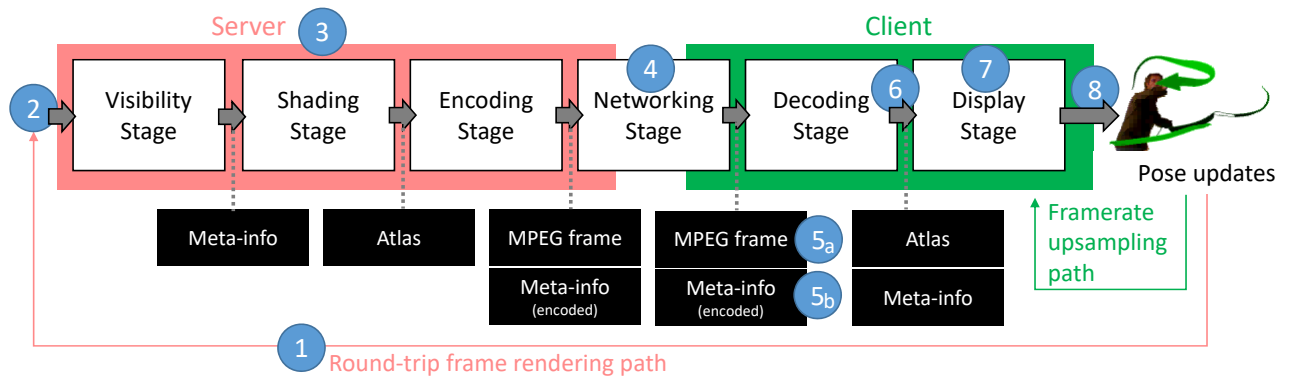 Server
3
Client
2
Visibility
Stage
Shading
Stage
Encoding
Stage
4
Networking
Stage
Decoding
Stage
6
7
Display
Stage
8
Pose updates
Meta-info
Atlas
MPEG frame
Meta-info
(encoded)
MPEG frame
5a
Meta-info
(encoded)
5b
Atlas
Meta-info
Framerate
upsampling
path
1
Round-trip frame rendering path